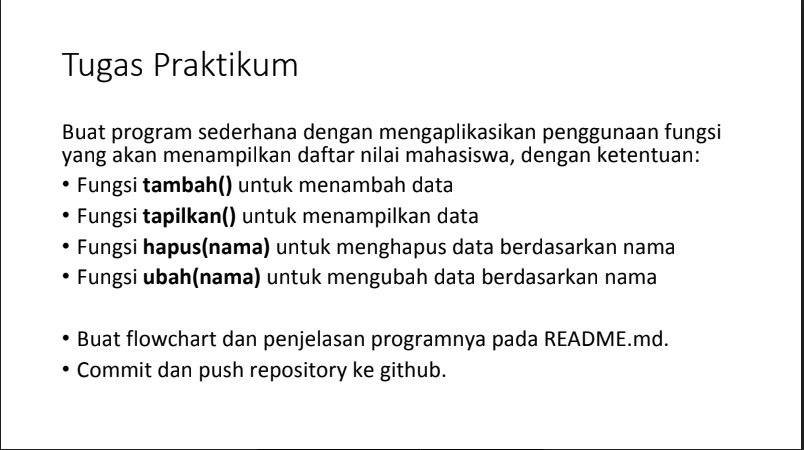 Tugas Praktikum
Buat program sederhana dengan mengaplikasikan penggunaan fungsi
yang akan menampilkan daftar nilai mahasiswa, dengan ketentuan:
• Fungsi tambah() untuk menambah data
• Fungsi tapilkan() untuk menampilkan data
• Fungsi hapus(nama) untuk menghapus data berdasarkan nama
• Fungsi ubah(nama) untuk mengubah data berdasarkan nama
• Buat flowchart dan penjelasan programnya pada README.md.
• Commit dan push repository ke github.